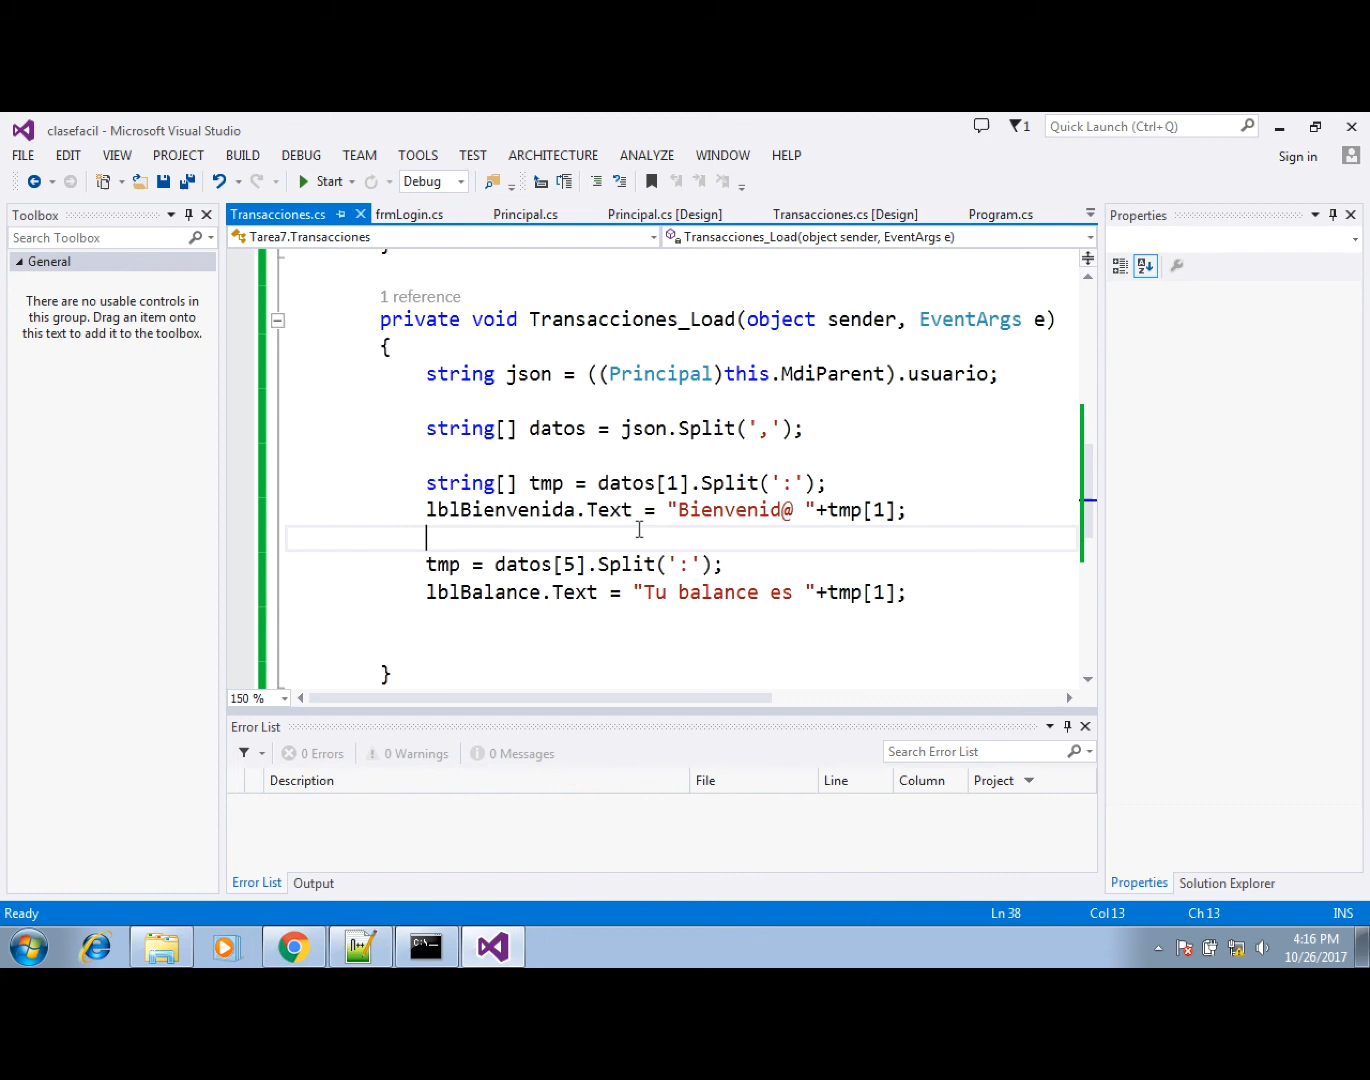 clasefacil - Microsoft Visual Studio
1
Quick Launch (Ctrl+Q)
FILE EDIT VIEW PROJECT BUILD DEBUG TEAM TOOLS TEST ARCHITECTURE ANALYZE WINDOW HELP
Sign in
Start Debug
Toolbox
Transacciones.cs frmLogin.cs Principal.cs Principal.cs [Design] Transacciones.cs [Design] Program.cs
Properties
Search Toolbox
Tarea7.Transacciones
Transacciones_Load(object sender, EventArgs e)
General
There are no usable controls in
this group. Drag an item onto
this text to add it to the toolbox.
}
1 reference
private void Transacciones_Load(object sender, EventArgs e)
{
string json = ((Principal)this.MdiParent).usuario;
string[] datos = json.Split(',');
string[] tmp = datos[1].Split(':');
lblBienvenida.Text = "Bienvenid@ "+tmp[1];
tmp = datos[5].Split(':');
lblBalance.Text = "Tu balance es "+tmp[1];
}
150 %
Error List
0 Errors 0 Warnings 0 Messages
Search Error List
Description File Line Column Project
Error List Output
Properties Solution Explorer
Ready
Ln 38 Col 13 Ch 13 INS
4:16 PM
10/26/2017